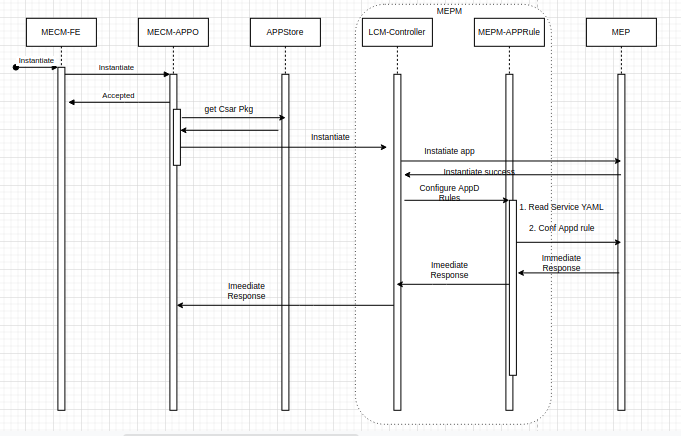 MEPM
MECM-FE
MECM-APPO
APPStore
LCM-Controller
MEPM-APPRule
MEP
Instantiate
Instantiate
Accepted
get Csar Pkg
Instantiate
Instatiate app
Instantiate success
Configure AppD
Rules
1. Read Service YAML
2. Conf Appd rule
Immediate
Response
Imeediate
Response
Imeediate
Response